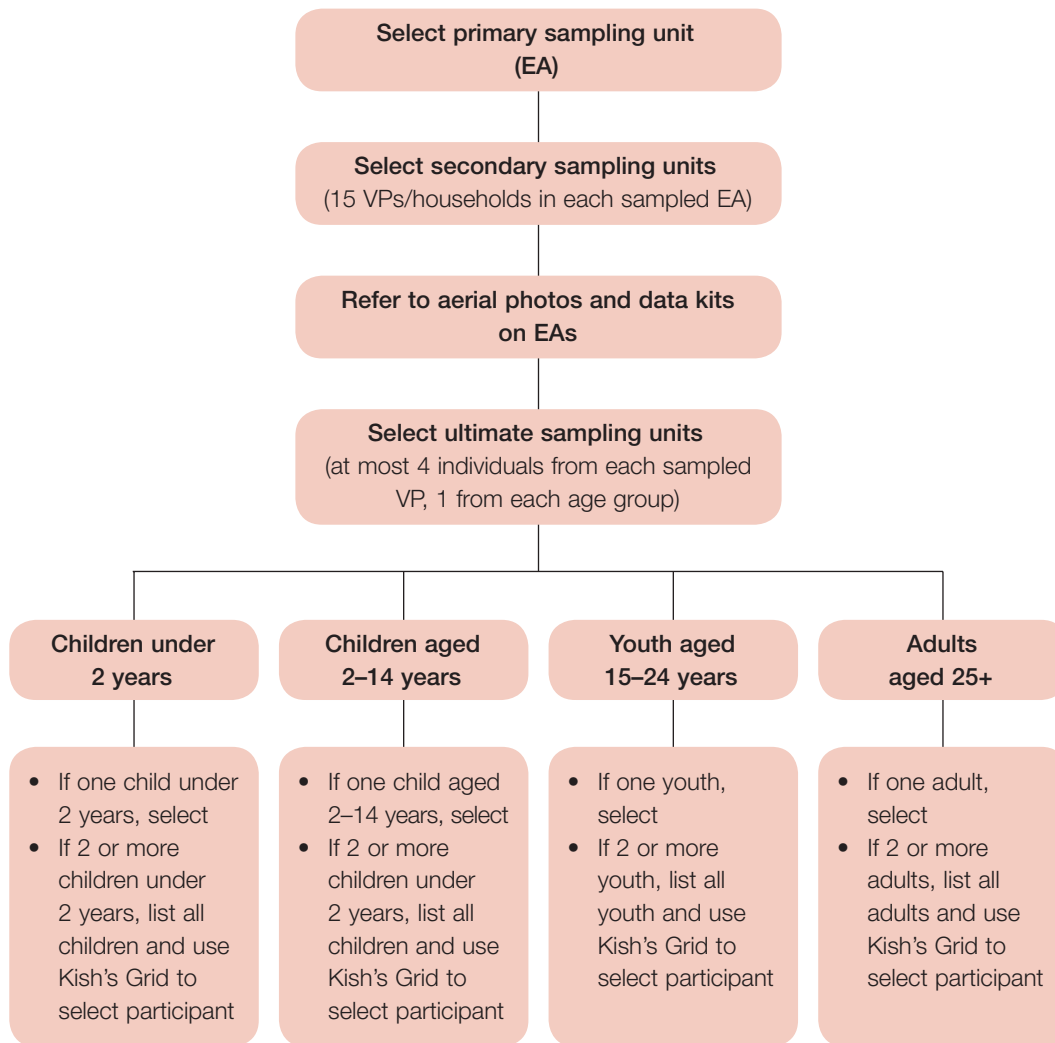 Select primary sampling unit
(EA)
Select secondary sampling units
(15 VPs/households in each sampled EA)
Refer to aerial photos and data kits
on EAs
Select ultimate sampling units
(at most 4 individuals from each sampled
VP, 1 from each age group)
Children under
2 years
Children aged
2–14 years
Youth aged
15–24 years
Adults
aged 25+
• If one child under
2 years, select
• If 2 or more
children under
2 years, list all
children and use
Kish's Grid to
select participant
• If one child aged
2–14 years, select
• If 2 or more
children under
2 years, list all
children and use
Kish's Grid to
select participant
• If one youth,
select
• If 2 or more
youth, list all
youth and use
Kish's Grid to
select participant
• If one adult,
select
• If 2 or more
adults, list all
adults and use
Kish's Grid to
select participant